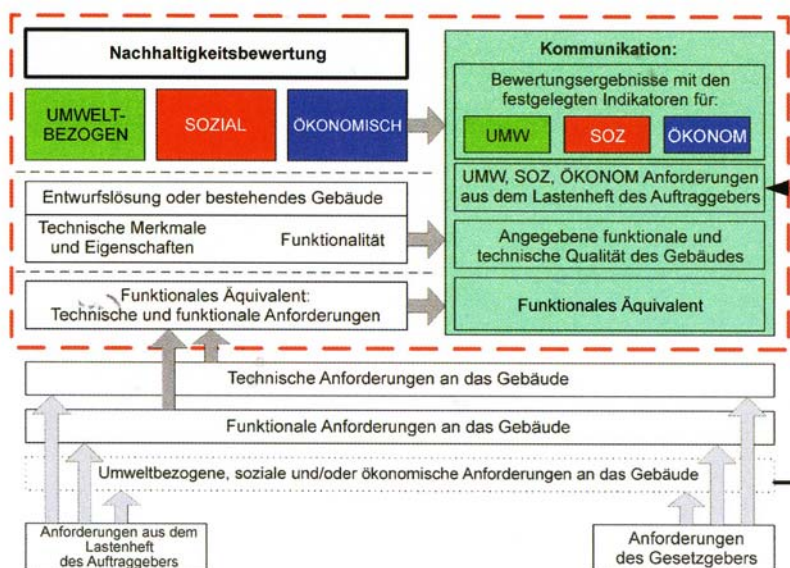 Nachhaltigkeitsbewertung
UMWELT-
BEZOGEN
SOZIAL
ÖKONOMISCH
Kommunikation:
Bewertungsergebnisse mit den
festgelegten Indikatoren für:
UMW
SOZ
ÖKONOM
UMW, SOZ, ÖKONOM Anforderungen
aus dem Lastenheft des Auftraggebers
Entwurfslösung oder bestehendes Gebäude
Technische Merkmale
und Eigenschaften
Funktionalität
Angegebene funktionale und
technische Qualität des Gebäudes
Funktionales Äquivalent:
Technische und funktionale Anforderungen
Funktionales Äquivalent
Technische Anforderungen an das Gebäude
Funktionale Anforderungen an das Gebäude
Umweltbezogene, soziale und/oder ökonomische Anforderungen an das Gebäude
Anforderungen aus dem
Lastenheft
des Auftraggebers
Anforderungen
des Gesetzgebers